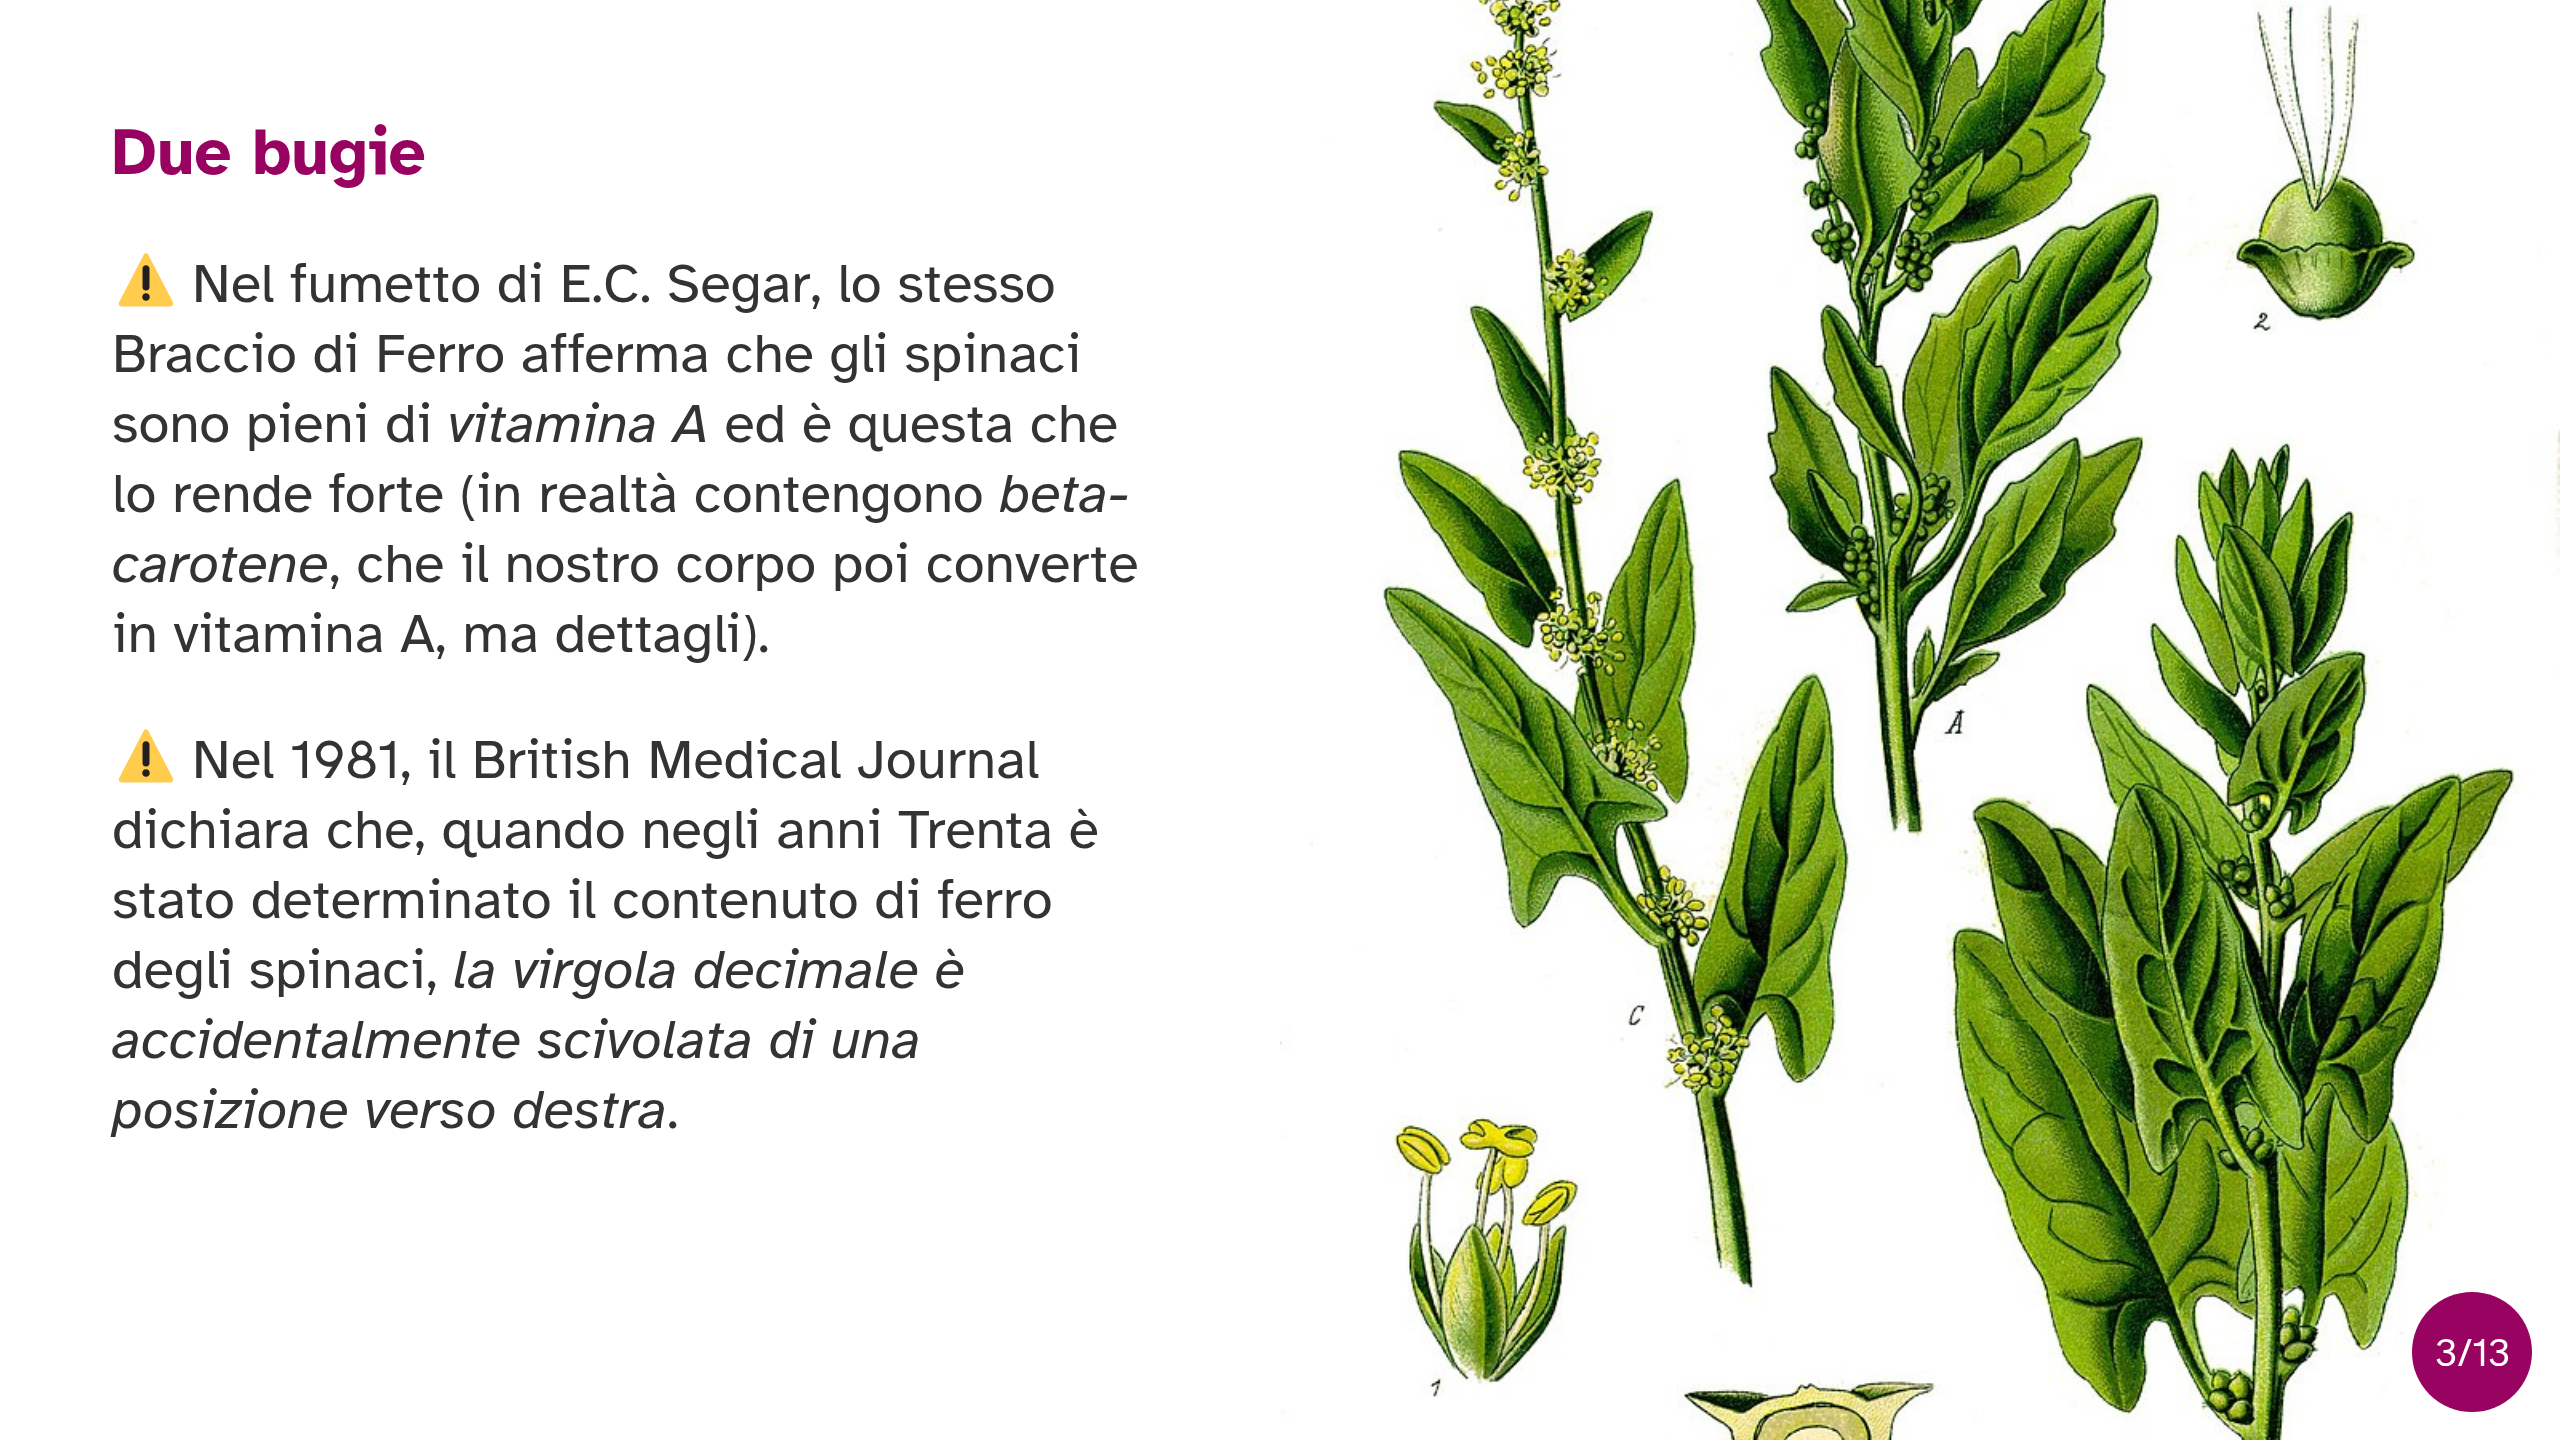 Due bugie
⚠️ Nel fumetto di E.C. Segar, lo stesso
Braccio di Ferro afferma che gli spinaci
sono pieni di vitamina A ed è questa che
lo rende forte (in realtà contengono beta-
carotene, che il nostro corpo poi converte
in vitamina A, ma dettagli).
⚠️ Nel 1981, il British Medical Journal
dichiara che, quando negli anni Trenta è
stato determinato il contenuto di ferro
degli spinaci, la virgola decimale è
accidentalmente scivolata di una
posizione verso destra.
2
A
C
1
3/13